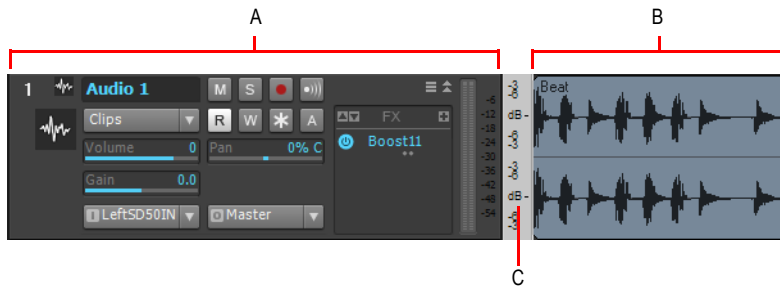 A
B
1 Audio 1 M S
Clips R W A
FX
Volume 0 Pan 0% C
Boost11
Gain 0.0
I LeftSD50IN O Master
-6
-12
-18
-24
-30
-36
-42
-48
-54
-3
-6
dB-
-6
-3
-3
-6
dB-
-6
-3
Beat
C